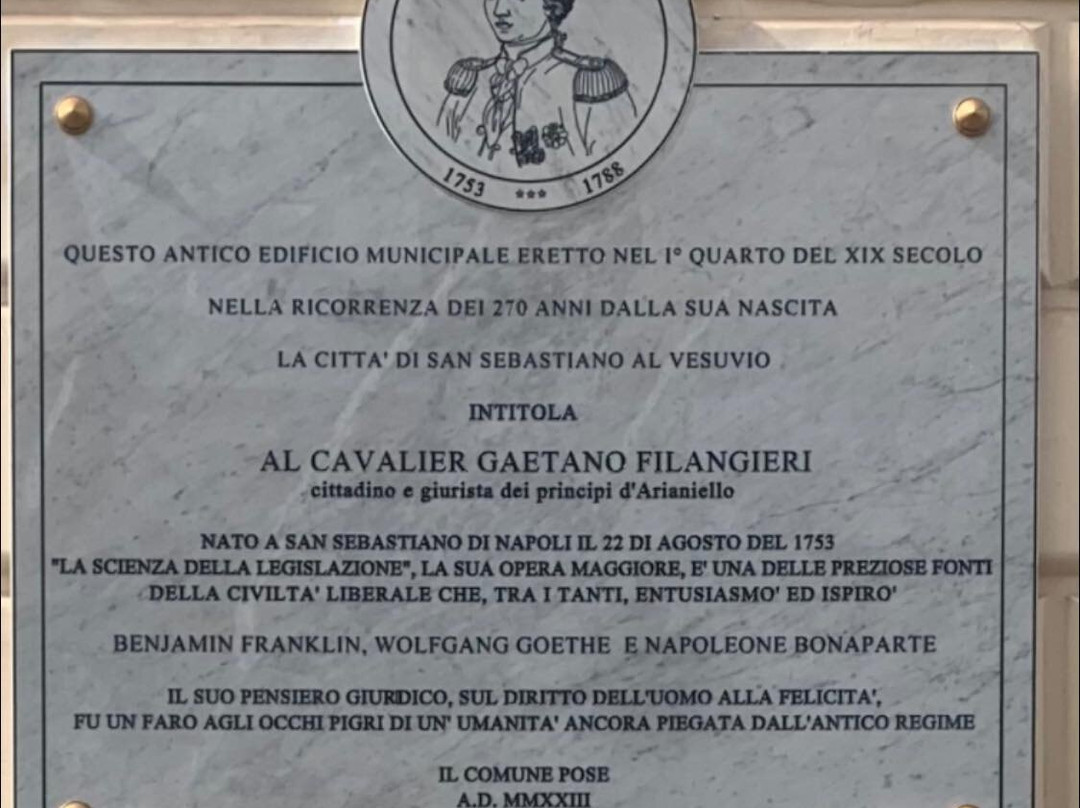 1753 *** 1788
QUESTO ANTICO EDIFICIO MUNICIPALE ERETTO NEL I° QUARTO DEL XIX SECOLO
NELLA RICORRENZA DEI 270 ANNI DALLA SUA NASCITA
LA CITTA' DI SAN SEBASTIANO AL VESUVIO
INTITOLA
AL CAVALIER GAETANO FILANGIERI
cittadino e giurista dei principi d'Arianiello
NATO A SAN SEBASTIANO DI NAPOLI IL 22 DI AGOSTO DEL 1753
"LA SCIENZA DELLA LEGISLAZIONE", LA SUA OPERA MAGGIORE, E' UNA DELLE PREZIOSE FONTI
DELLA CIVILTA' LIBERALE CHE, TRA I TANTI, ENTUSIASMO' ED ISPIRO'
BENJAMIN FRANKLIN, WOLFGANG GOETHE E NAPOLEONE BONAPARTE
IL SUO PENSIERO GIURIDICO, SUL DIRITTO DELL'UOMO ALLA FELICITA',
FU UN FARO AGLI OCCHI PIGRI DI UN' UMANITA' ANCORA PIEGATA DALL'ANTICO REGIME
IL COMUNE POSE
A.D. MMXXIII